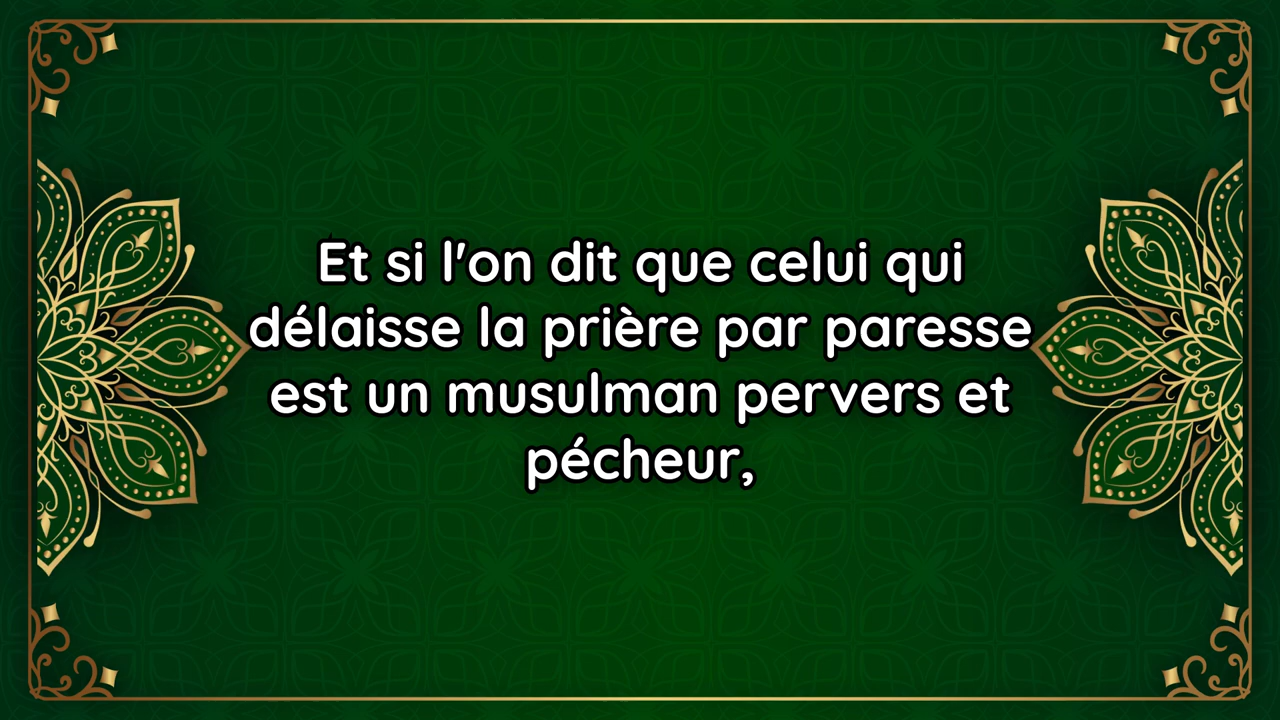 Et si l'on dit que celui qui
délaisse la prière par paresse
est un musulman pervers et
pécheur,